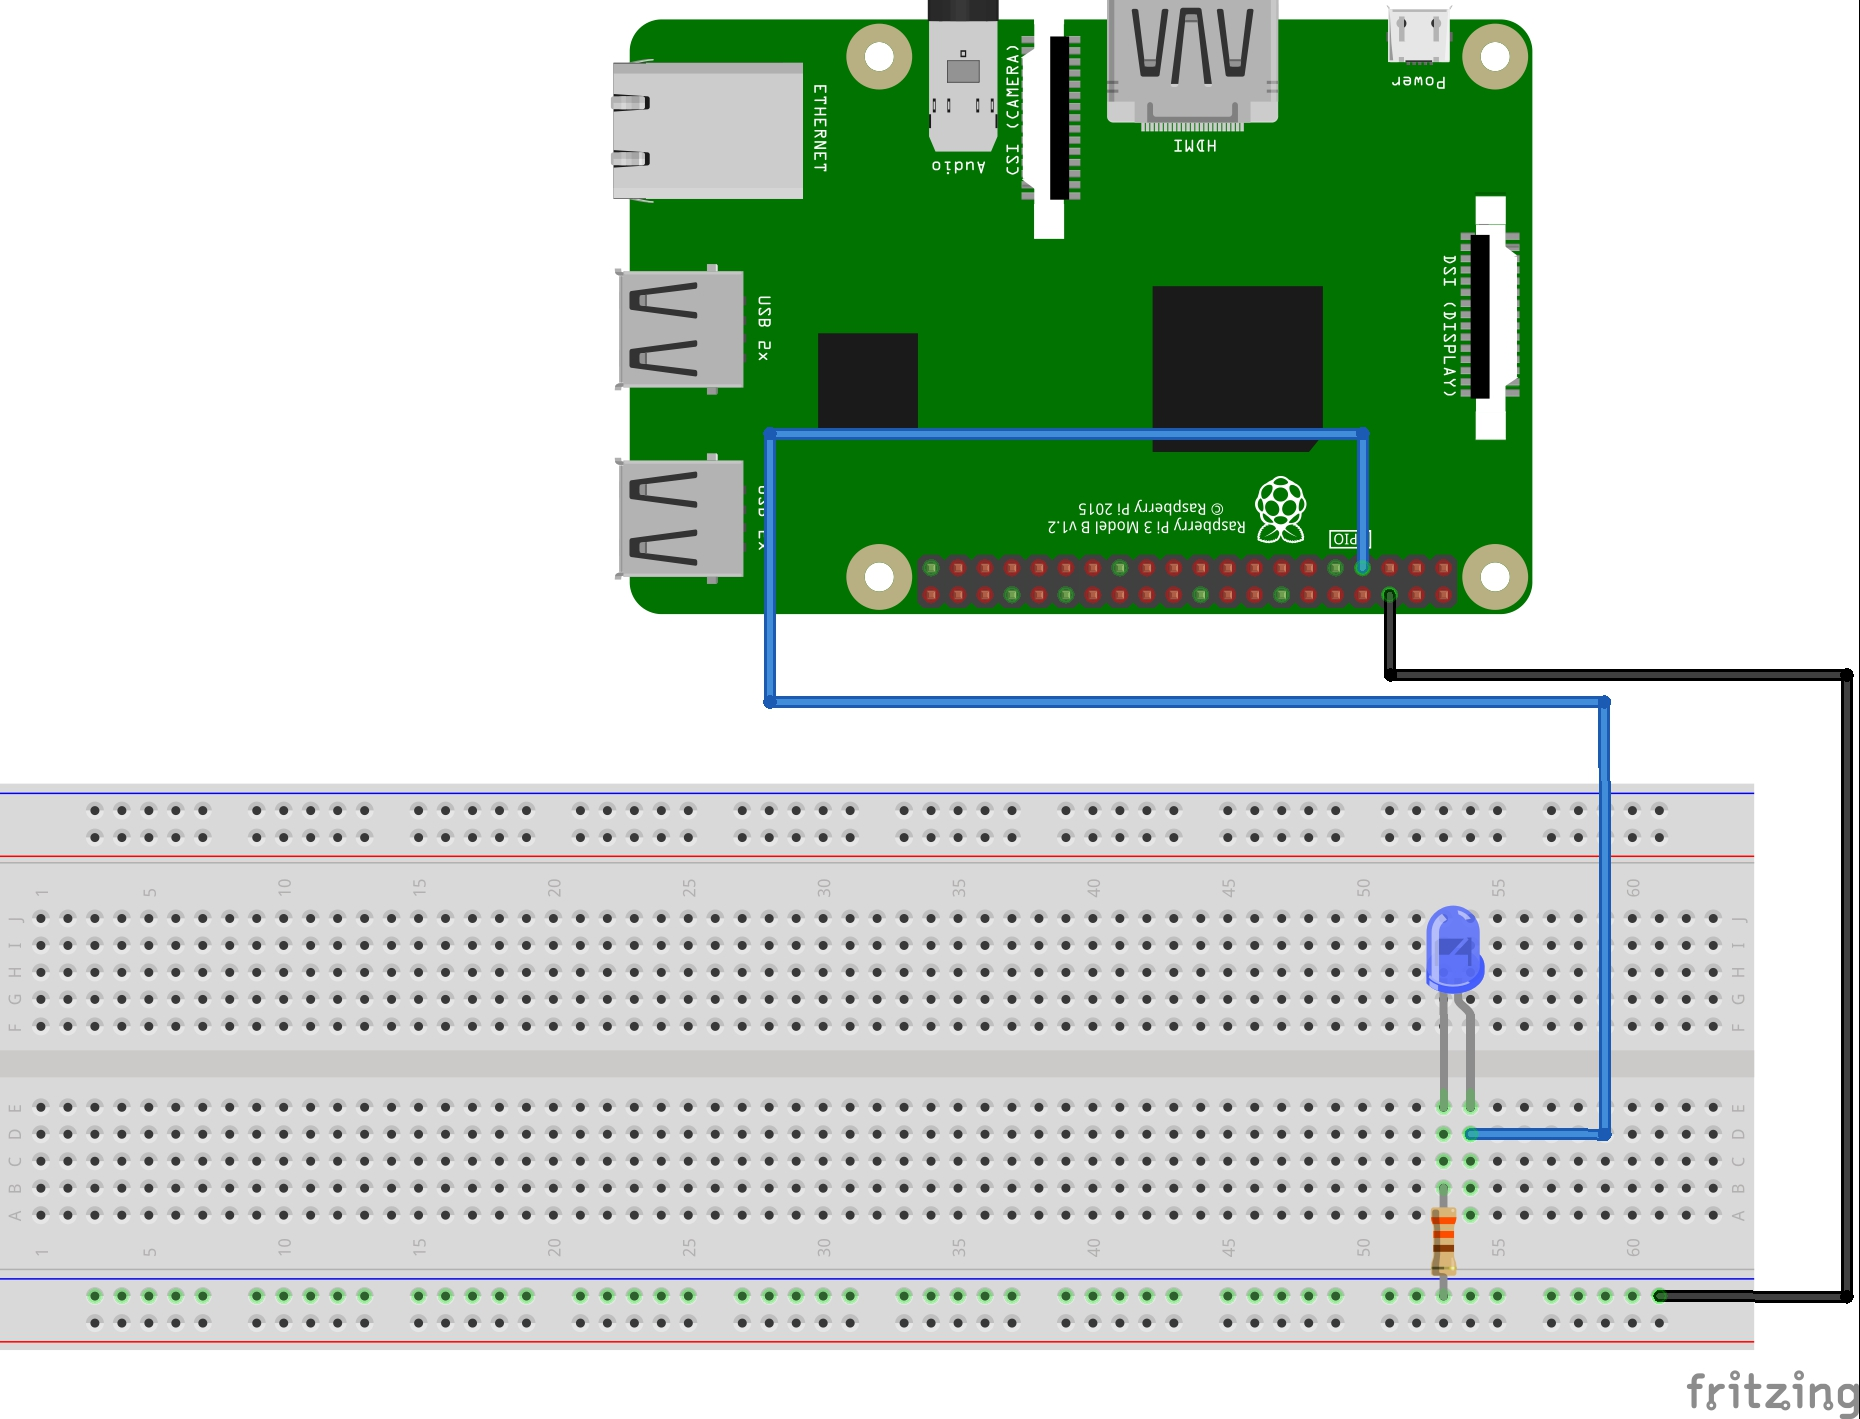 Power
ETHERNET
CSI (CAMERA)
HDMI
Audio
DSI (DISPLAY)
USB 2x
USB 2x
© Raspberry Pi 2015
Raspberry Pi 3 Model B v1.2
GPIO
1 5 10 15 20 25 30 35 40 45 50 55 60
J J
I I
H H
G G
F F
E E
D D
C C
B B
A A
1 5 10 15 20 25 30 35 40 45 50 55 60
fritzing